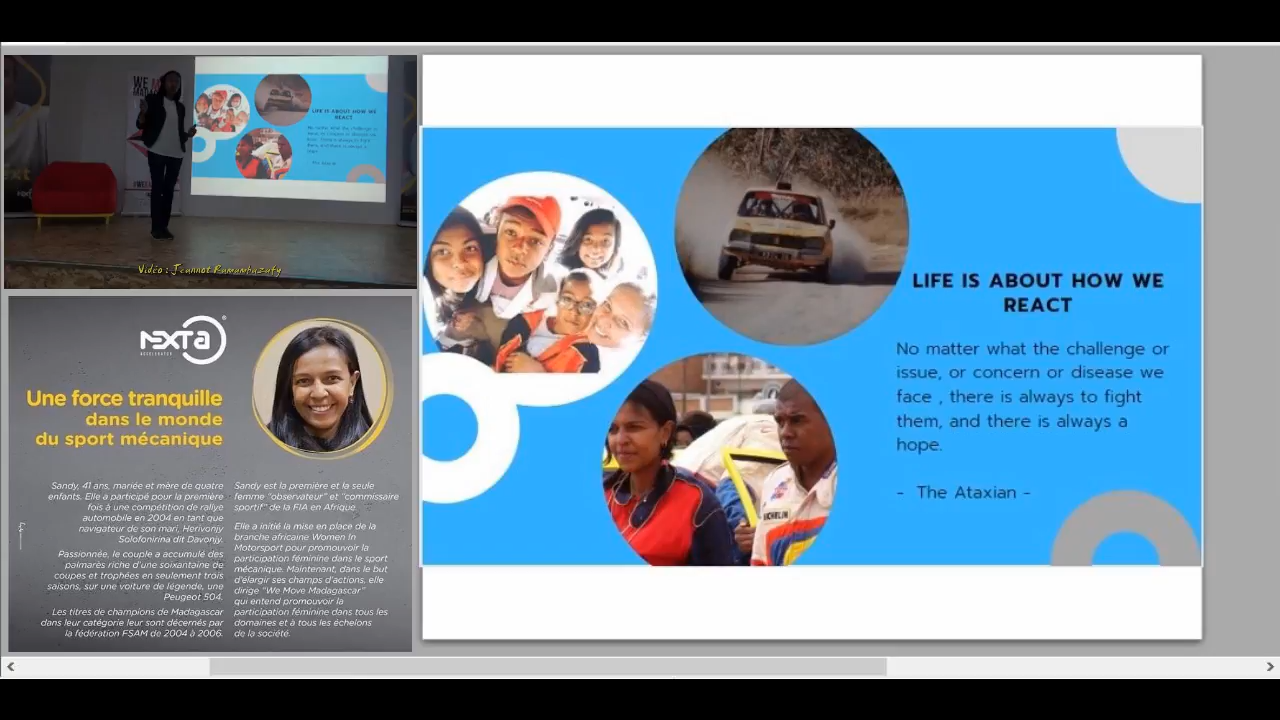 WE
LIFE IS ABOUT HOW WE
REACT
Vidéo : Jeannot Ramambazafy
NEXTA
ACCELERATOR
Une force tranquille
dans le monde
du sport mécanique
Sandy, 41 ans, mariée et mère de quatre
enfants. Elle a participé pour la première
fois à une compétition de rallye
automobile en 2004 en tant que
navigateur de son mari, Herivonjy
Solofonirina dit Davonjy.
Passionnée, le couple a accumulé des
palmarès riche d'une soixantaine de
coupes et trophées en seulement trois
saisons, sur une voiture de légende, une
Peugeot 504.
Les titres de champions de Madagascar
dans leur catégorie leur sont décernés par
la fédération FSAM de 2004 à 2006.
Sandy est la première et la seule
femme "observateur" et "commissaire
sportif" de la FIA en Afrique.
Elle a initié la mise en place de la
branche africaine Women In
Motorsport pour promouvoir la
participation féminine dans le sport
mécanique. Maintenant, dans le but
d'élargir ses champs d'actions, elle
dirige "We Move Madagascar"
qui entend promouvoir la
participation féminine dans tous les
domaines et à tous les échelons
de la société.
LIFE IS ABOUT HOW WE
REACT
No matter what the challenge or
issue, or concern or disease we
face , there is always to fight
them, and there is always a
hope.
- The Ataxian -
MICHELIN